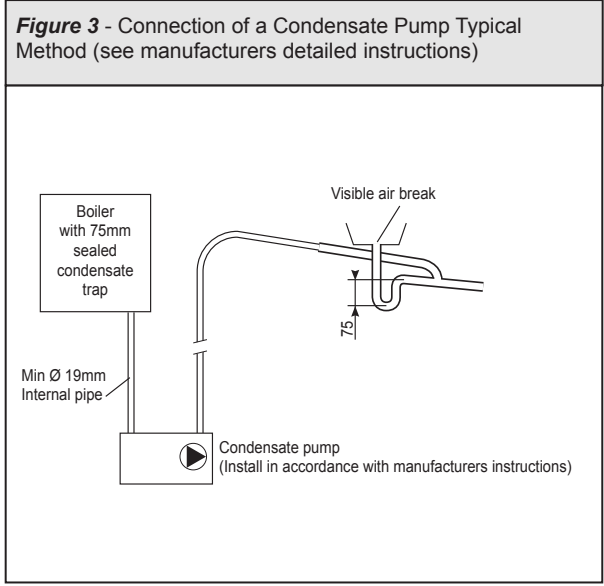 Figure 3 - Connection of a Condensate Pump Typical
Method (see manufacturers detailed instructions)
Visible air break
Boiler
with 75mm
sealed
condensate
trap
75
Min Ø 19mm
Internal pipe
Condensate pump
(Install in accordance with manufacturers instructions)